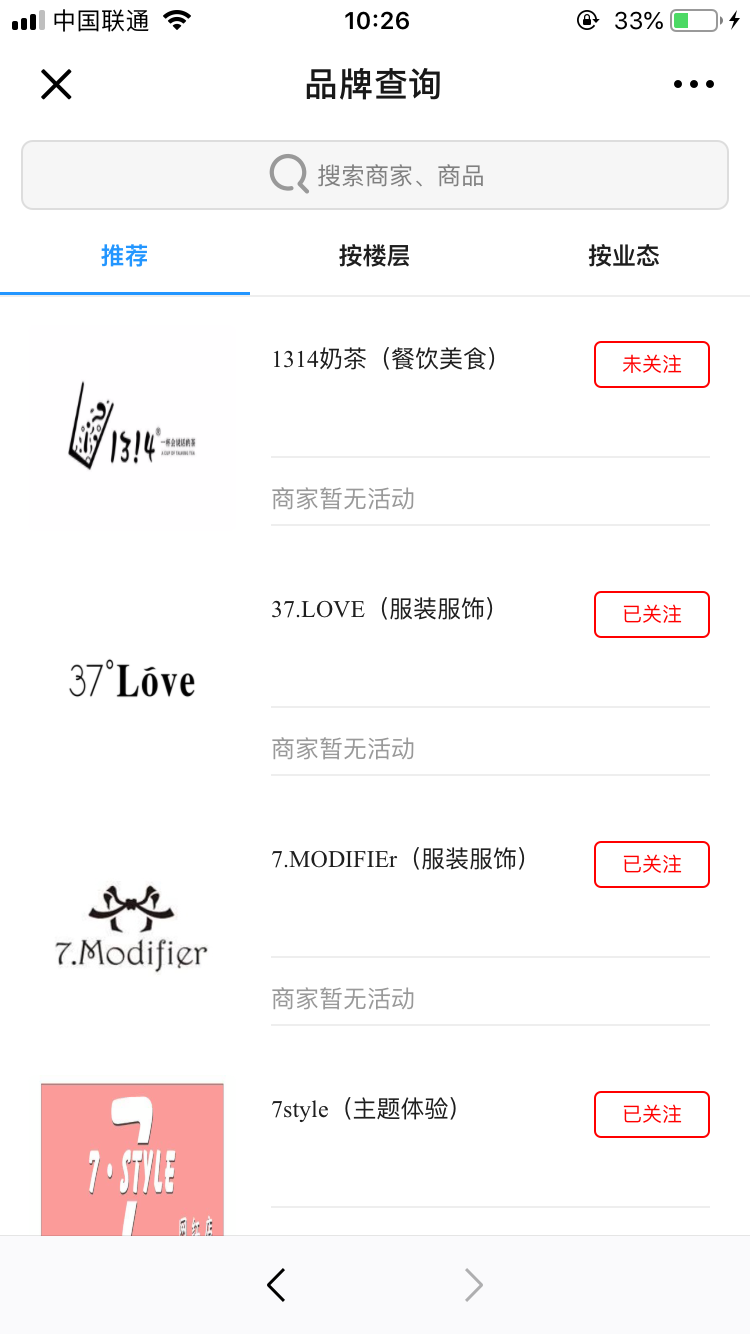 中国联通 10:26 33%
品牌查询
搜索商家、商品
推荐 按楼层 按业态
1314奶茶（餐饮美食）
未关注
1314®
一杯会说话的茶
A CUP OF TALKING TEA
商家暂无活动
37.LOVE（服装服饰）
已关注
37°Lōve
商家暂无活动
7.MODIFIEr（服装服饰）
已关注
7.Modifier
商家暂无活动
7style（主题体验）
已关注
7·STYLE
网红店